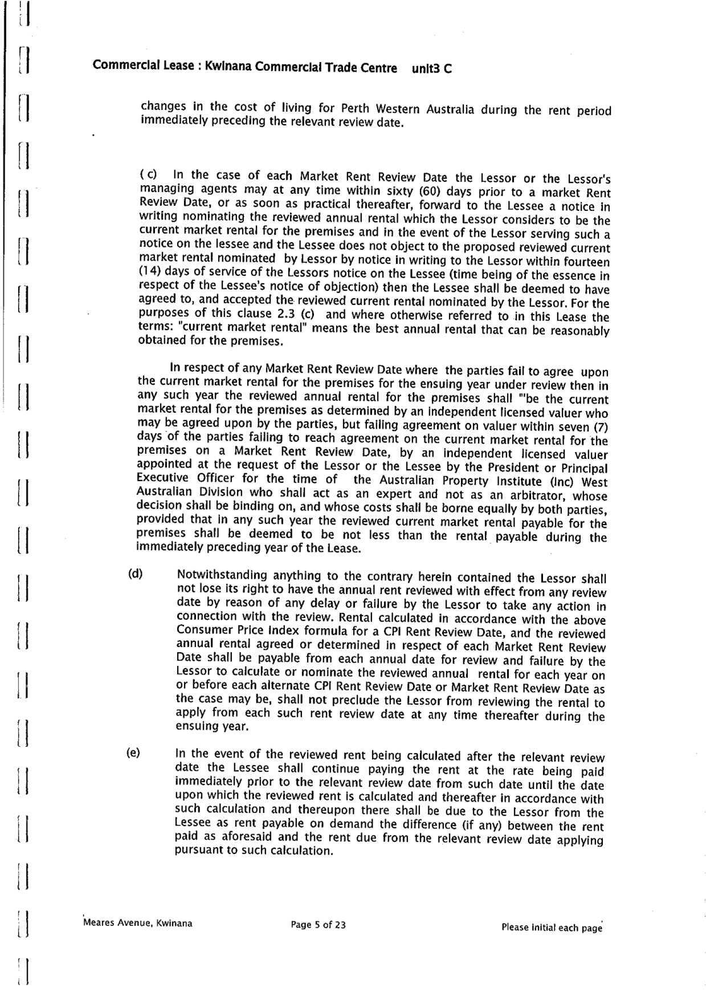 Commercial Lease : Kwinana Commercial Trade Centre unit3 C
changes in the cost of living for Perth Western Australia during the rent period
immediately preceding the relevant review date.
( c) In the case of each Market Rent Review Date the Lessor or the Lessor's
managing agents may at any time within sixty (60) days prior to a market Rent
Review Date, or as soon as practical thereafter, forward to the Lessee a notice in
writing nominating the reviewed annual rental which the Lessor considers to be the
current market rental for the premises and in the event of the Lessor serving such a
notice on the lessee and the Lessee does not object to the proposed reviewed current
market rental nominated by Lessor by notice in writing to the Lessor within fourteen
(14) days of service of the Lessors notice on the Lessee (time being of the essence in
respect of the Lessee's notice of objection) then the Lessee shall be deemed to have
agreed to, and accepted the reviewed current rental nominated by the Lessor. For the
purposes of this clause 2.3 (c) and where otherwise referred to in this Lease the
terms: "current market rental" means the best annual rental that can be reasonably
obtained for the premises.
In respect of any Market Rent Review Date where the parties fail to agree upon
the current market rental for the premises for the ensuing year under review then in
any such year the reviewed annual rental for the premises shall "'be the current
market rental for the premises as determined by an independent licensed valuer who
may be agreed upon by the parties, but failing agreement on valuer within seven (7)
days of the parties failing to reach agreement on the current market rental for the
premises on a Market Rent Review Date, by an independent licensed valuer
appointed at the request of the Lessor or the Lessee by the President or Principal
Executive Officer for the time of the Australian Property Institute (Inc) West
Australian Division who shall act as an expert and not as an arbitrator, whose
decision shall be binding on, and whose costs shall be borne equally by both parties,
provided that in any such year the reviewed current market rental payable for the
premises shall be deemed to be not less than the rental payable during the
immediately preceding year of the Lease.
(d) Notwithstanding anything to the contrary herein contained the Lessor shall
not lose its right to have the annual rent reviewed with effect from any review
date by reason of any delay or failure by the Lessor to take any action in
connection with the review. Rental calculated in accordance with the above
Consumer Price Index formula for a CPI Rent Review Date, and the reviewed
annual rental agreed or determined in respect of each Market Rent Review
Date shall be payable from each annual date for review and failure by the
Lessor to calculate or nominate the reviewed annual rental for each year on
or before each alternate CPI Rent Review Date or Market Rent Review Date as
the case may be, shall not preclude the Lessor from reviewing the rental to
apply from each such rent review date at any time thereafter during the
ensuing year.
(e) In the event of the reviewed rent being calculated after the relevant review
date the Lessee shall continue paying the rent at the rate being paid
immediately prior to the relevant review date from such date until the date
upon which the reviewed rent is calculated and thereafter in accordance with
such calculation and thereupon there shall be due to the Lessor from the
Lessee as rent payable on demand the difference (if any) between the rent
paid as aforesaid and the rent due from the relevant review date applying
pursuant to such calculation.
Meares Avenue, Kwinana Page 5 of 23 Please initial each page